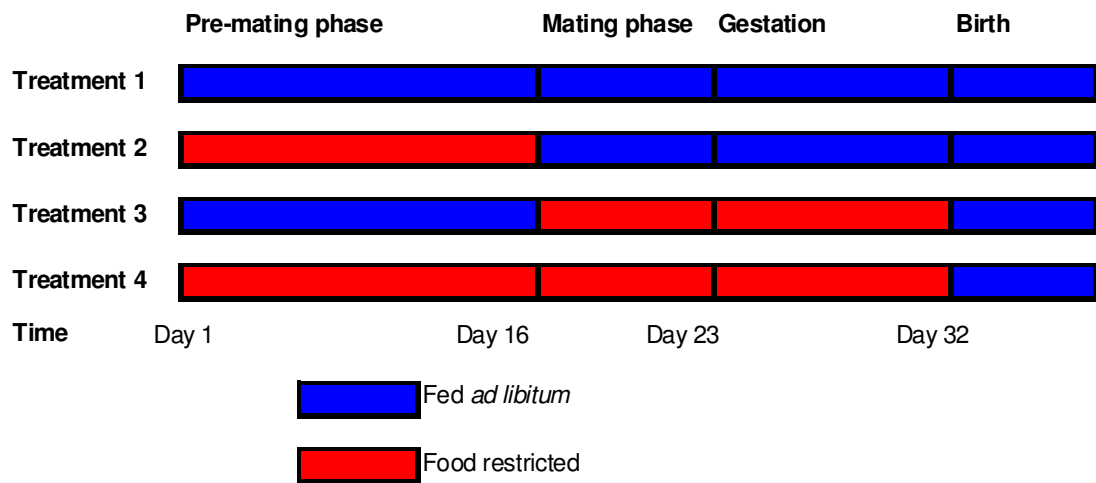 Pre-mating phase Mating phase Gestation Birth
Treatment 1
Treatment 2
Treatment 3
Treatment 4
Time Day 1 Day 16 Day 23 Day 32
Fed ad libitum
Food restricted